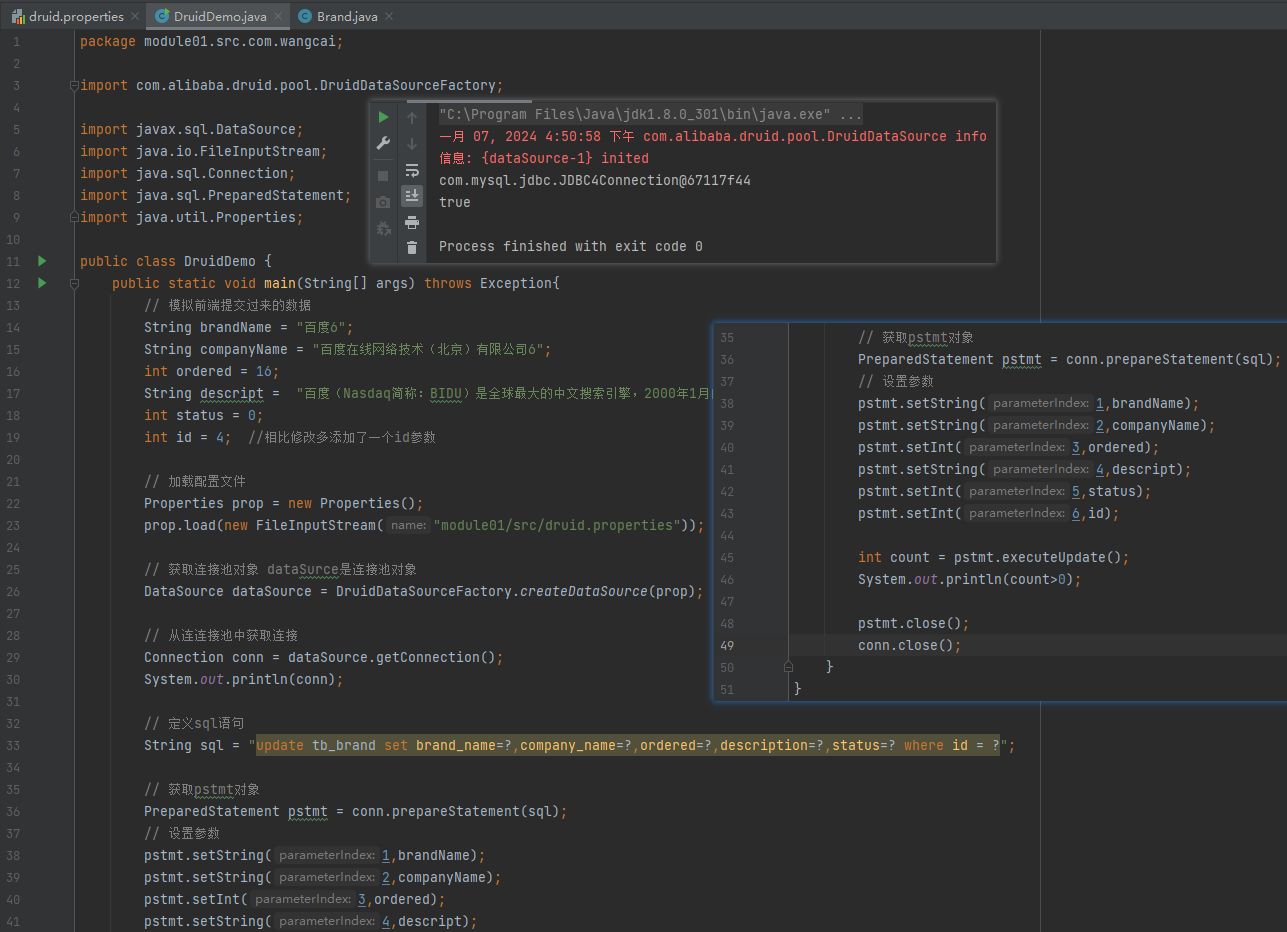 druid.properties
DruidDemo.java
Brand.java
1 package module01.src.com.wangcai;
2
3 import com.alibaba.druid.pool.DruidDataSourceFactory;
4
5 import javax.sql.DataSource;
6 import java.io.FileInputStream;
7 import java.sql.Connection;
8 import java.sql.PreparedStatement;
9 import java.util.Properties;
10
11 public class DruidDemo {
12 public static void main(String[] args) throws Exception{
13 // 模拟前端提交过来的数据
14 String brandName = "百度6";
15 String companyName = "百度在线网络技术（北京）有限公司6";
16 int ordered = 16;
17 String descript = "百度（Nasdaq简称：BIDU）是全球最大的中文搜索引擎，2000年1月
18 int status = 0;
19 int id = 4; //相比修改多添加了一个id参数
20
21 // 加载配置文件
22 Properties prop = new Properties();
23 prop.load(new FileInputStream( name: "module01/src/druid.properties"));
24
25 // 获取连接池对象 dataSurce是连接池对象
26 DataSource dataSource = DruidDataSourceFactory.createDataSource(prop);
27
28 // 从连连接池中获取连接
29 Connection conn = dataSource.getConnection();
30 System.out.println(conn);
31
32 // 定义sql语句
33 String sql = "update tb_brand set brand_name=?,company_name=?,ordered=?,description=?,status=? where id = ?";
34
35 // 获取pstmt对象
36 PreparedStatement pstmt = conn.prepareStatement(sql);
37 // 设置参数
38 pstmt.setString( parameterIndex: 1,brandName);
39 pstmt.setString( parameterIndex: 2,companyName);
40 pstmt.setInt( parameterIndex: 3,ordered);
41 pstmt.setString( parameterIndex: 4,descript);
"C:\Program Files\Java\jdk1.8.0_301\bin\java.exe" ...
一月 07, 2024 4:50:58 下午 com.alibaba.druid.pool.DruidDataSource info
信息: {dataSource-1} inited
com.mysql.jdbc.JDBC4Connection@67117f44
true
Process finished with exit code 0
35 // 获取pstmt对象
36 PreparedStatement pstmt = conn.prepareStatement(sql);
37 // 设置参数
38 pstmt.setString( parameterIndex: 1,brandName);
39 pstmt.setString( parameterIndex: 2,companyName);
40 pstmt.setInt( parameterIndex: 3,ordered);
41 pstmt.setString( parameterIndex: 4,descript);
42 pstmt.setInt( parameterIndex: 5,status);
43 pstmt.setInt( parameterIndex: 6,id);
44
45 int count = pstmt.executeUpdate();
46 System.out.println(count>0);
47
48 pstmt.close();
49 conn.close();
50 }
51 }